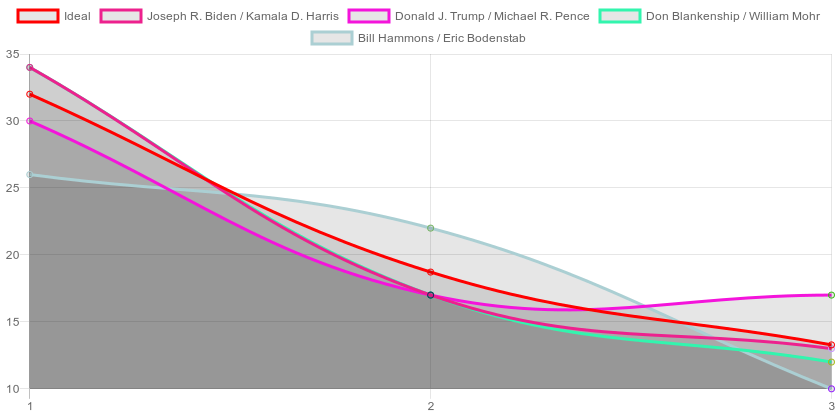 Ideal Joseph R. Biden / Kamala D. Harris Donald J. Trump / Michael R. Pence Don Blankenship / William Mohr
Bill Hammons / Eric Bodenstab
35
30
25
20
15
10
1 2 3